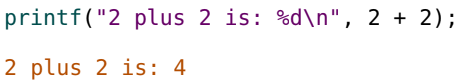 printf("2 plus 2 is: %d\n", 2 + 2);
2 plus 2 is: 4